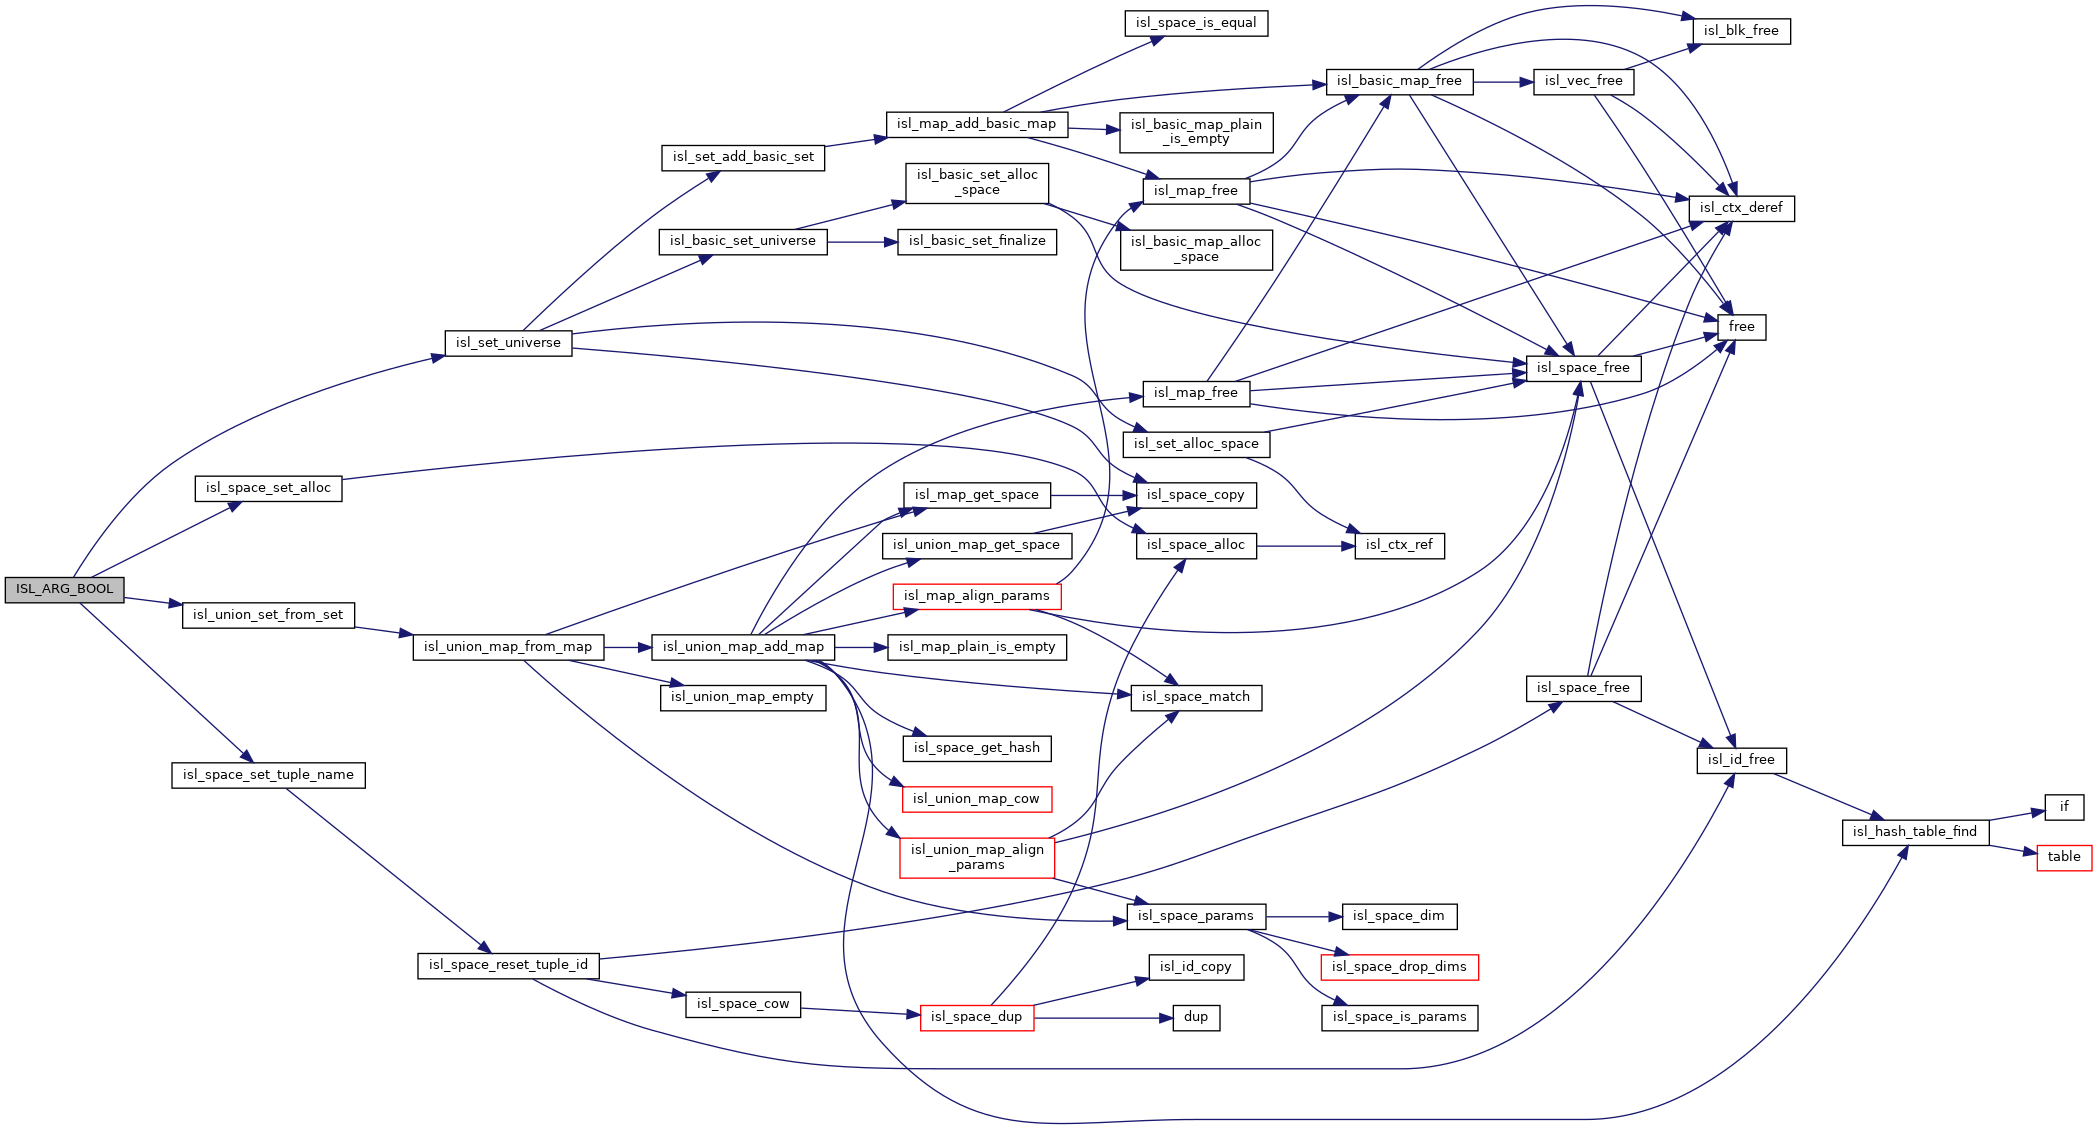 ISL_ARG_BOOL
isl_set_universe
isl_space_set_alloc
isl_union_set_from_set
isl_space_set_tuple_name
isl_union_map_from_map
isl_space_reset_tuple_id
isl_set_add_basic_set
isl_basic_set_universe
isl_union_map_add_map
isl_union_map_empty
isl_space_cow
isl_map_add_basic_map
isl_basic_set_alloc
_space
isl_basic_set_finalize
isl_map_get_space
isl_union_map_get_space
isl_map_align_params
isl_map_plain_is_empty
isl_space_get_hash
isl_union_map_cow
isl_union_map_align
_params
isl_space_dup
isl_space_is_equal
isl_basic_map_plain
_is_empty
isl_map_free
isl_basic_map_alloc
_space
isl_map_free
isl_set_alloc_space
isl_space_copy
isl_space_alloc
isl_space_match
isl_space_params
isl_id_copy
dup
isl_basic_map_free
isl_ctx_ref
isl_space_dim
isl_space_drop_dims
isl_space_is_params
isl_vec_free
isl_space_free
isl_space_free
isl_blk_free
isl_ctx_deref
free
isl_id_free
isl_hash_table_find
if
table